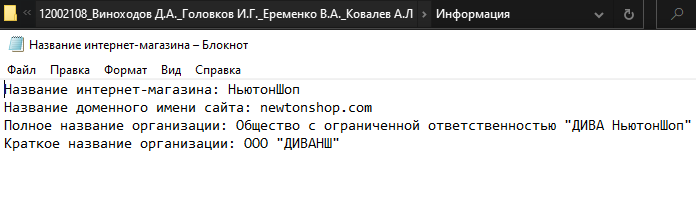 « 12002108_Виноходов Д.А._Головков И.Г._Еременко В.А._Ковалев А.Л › Информация
Название интернет-магазина – Блокнот
Файл Правка Формат Вид Справка
Название интернет-магазина: НьютонШоп
Название доменного имени сайта: newtonshop.com
Полное название организации: Общество с ограниченной ответственностью "ДИВА НьютонШоп"
Краткое название организации: ООО "ДИВАНШ"